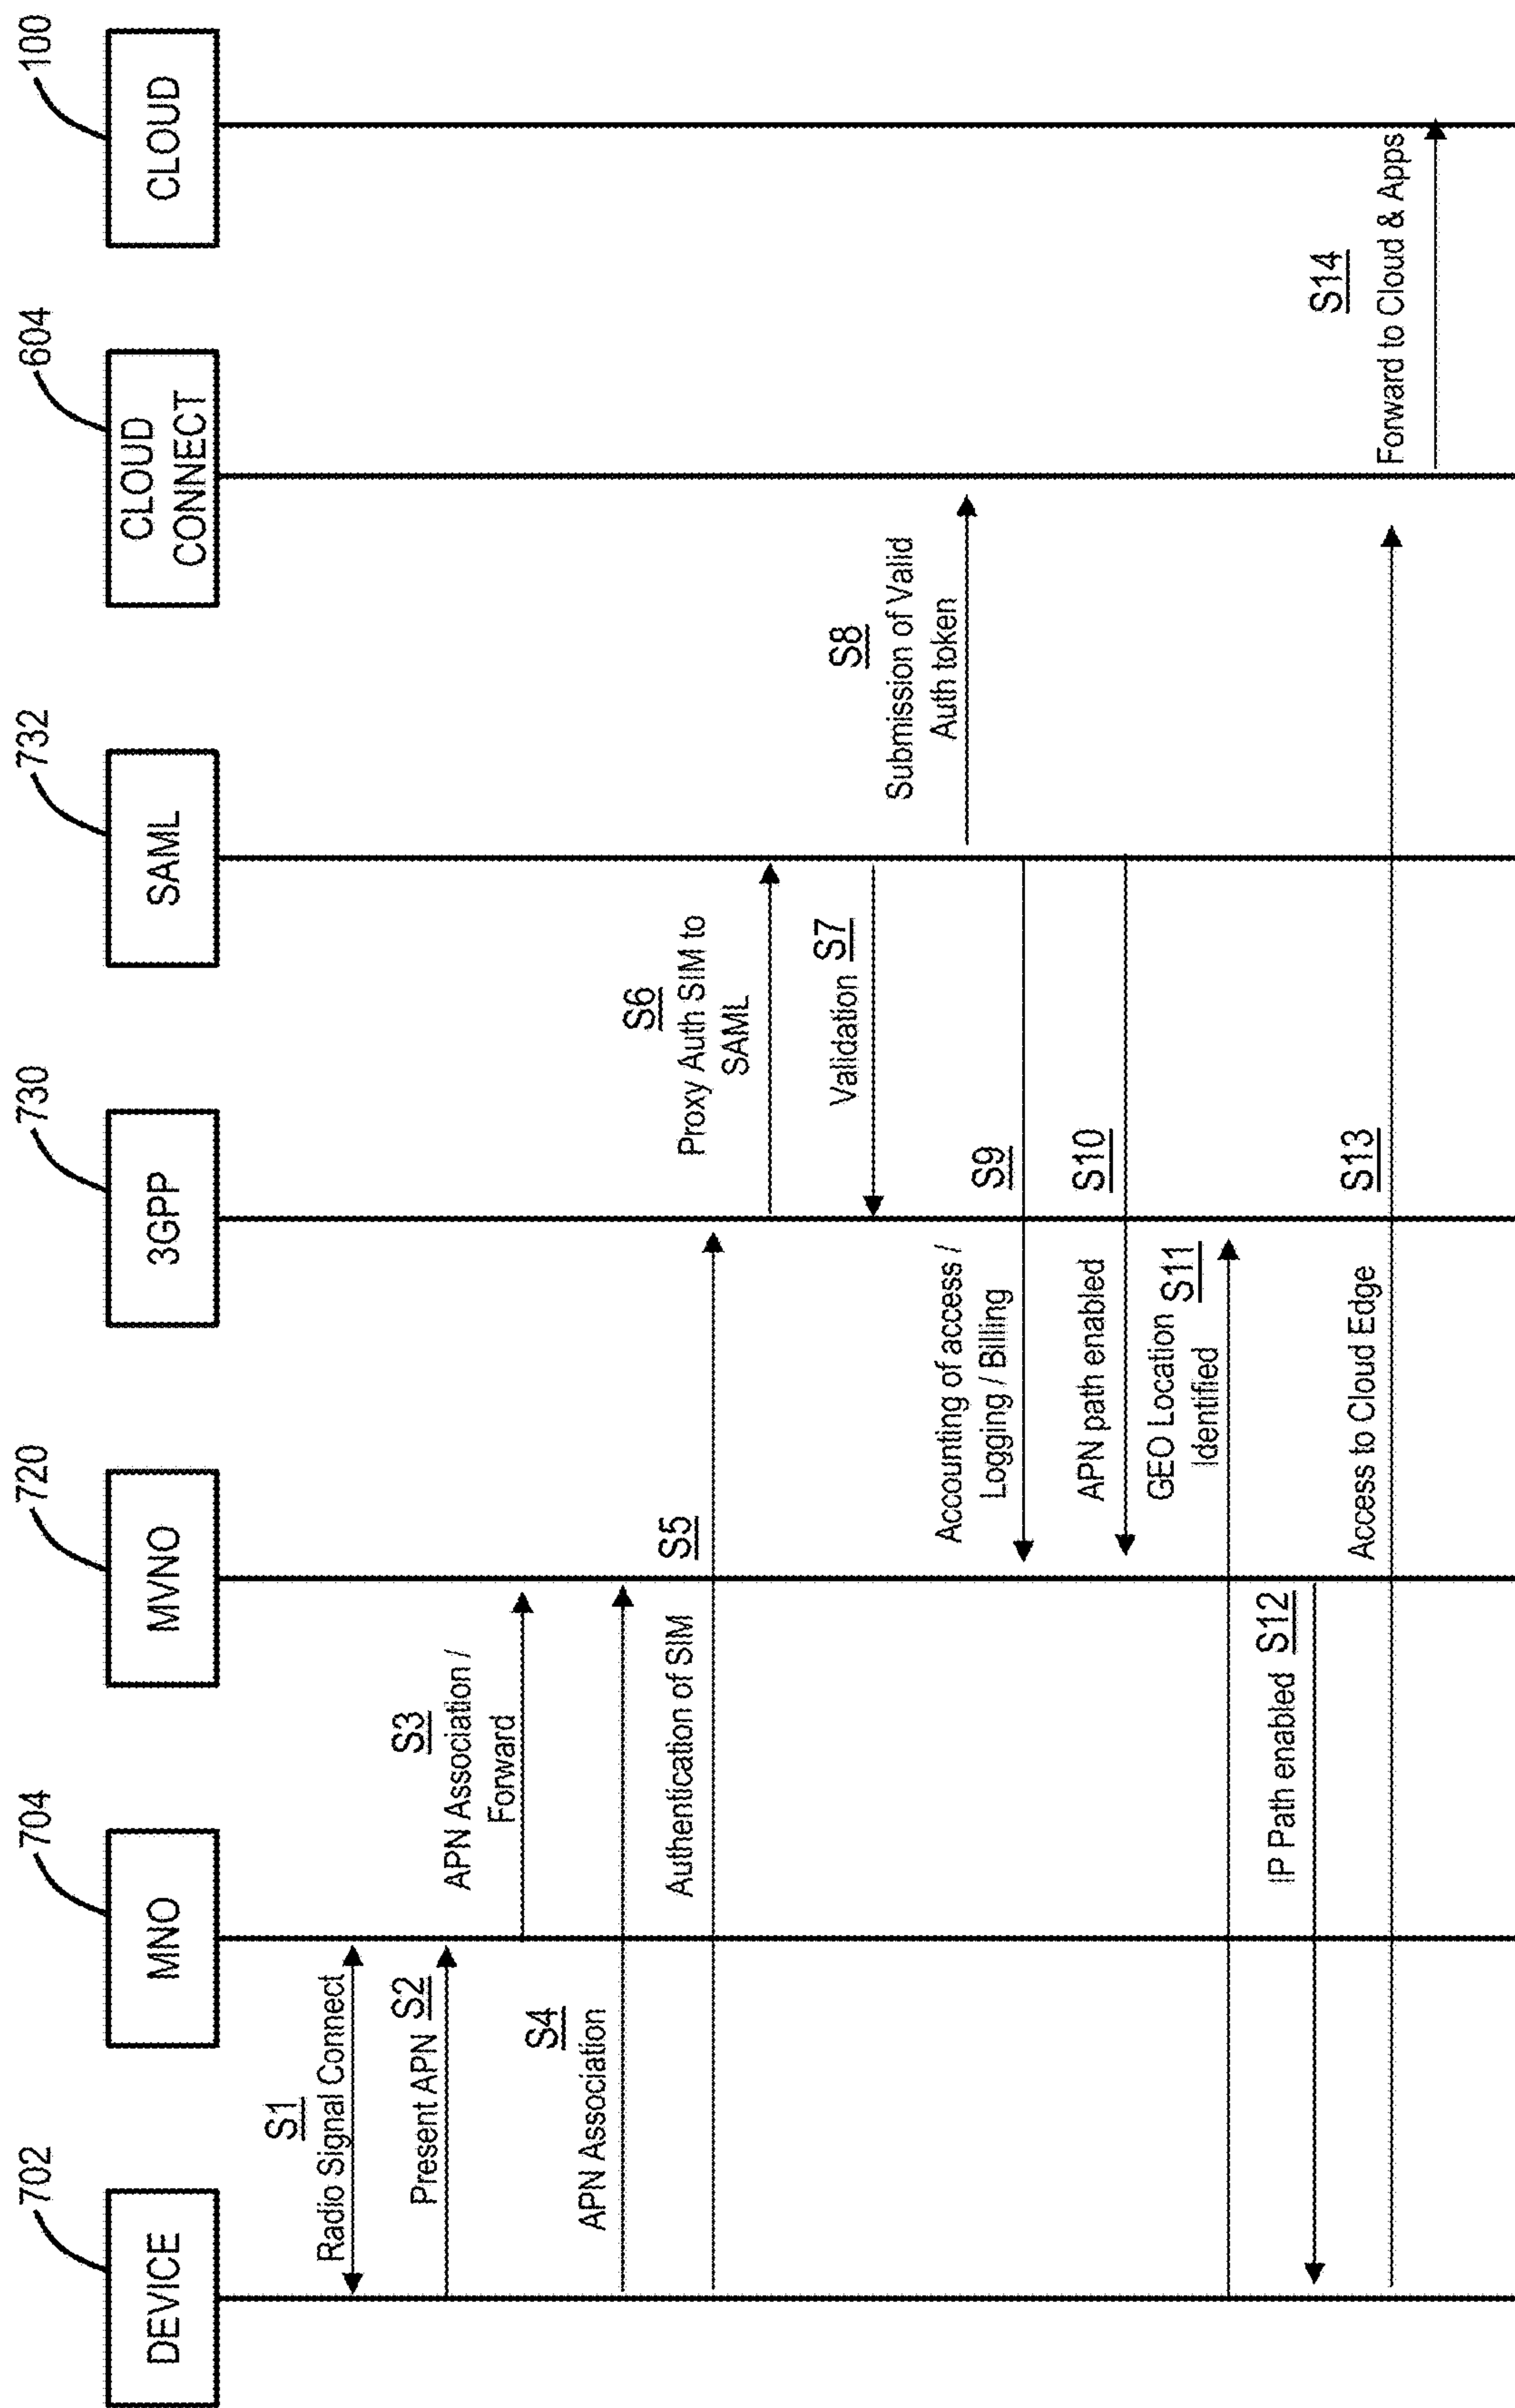 DEVICE
702
MNO
704
MVNO
720
3GPP
730
SAML
732
CLOUD
CONNECT
604
CLOUD
100
S1
Radio Signal Connect
Present APN S2
S3
APN Association /
Forward
S4
APN Association
Authentication of SIM
S5
S6
Proxy Auth SIM to
SAML
Validation S7
S8
Submission of Valid
Auth token
S9
Accounting of access /
Logging / Billing
S10
APN path enabled
GEO Location S11
Identified
IP Path enabled S12
S13
Access to Cloud Edge
S14
Forward to Cloud & Apps